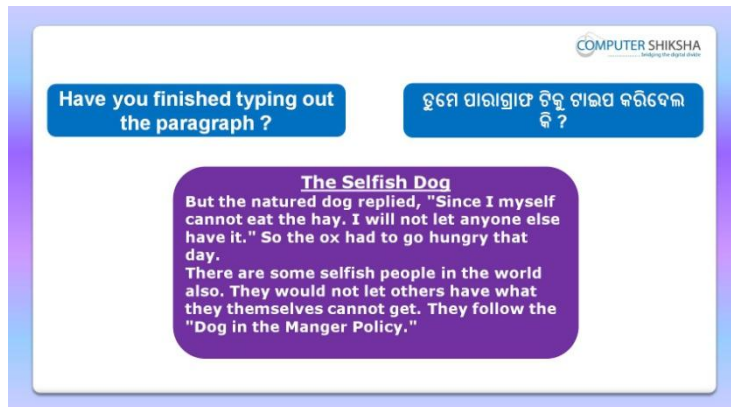 COMPUTER SHIKSHA
bridging the digital divide
Have you finished typing out
the paragraph ?
ତୁମେ ପାରାଗ୍ରାଫ ଟିକୁ ଟାଇପ କରିଦେଲ
କି ?
The Selfish Dog
But the natured dog replied, "Since I myself
cannot eat the hay. I will not let anyone else
have it." So the ox had to go hungry that
day.
There are some selfish people in the world
also. They would not let others have what
they themselves cannot get. They follow the
"Dog in the Manger Policy."